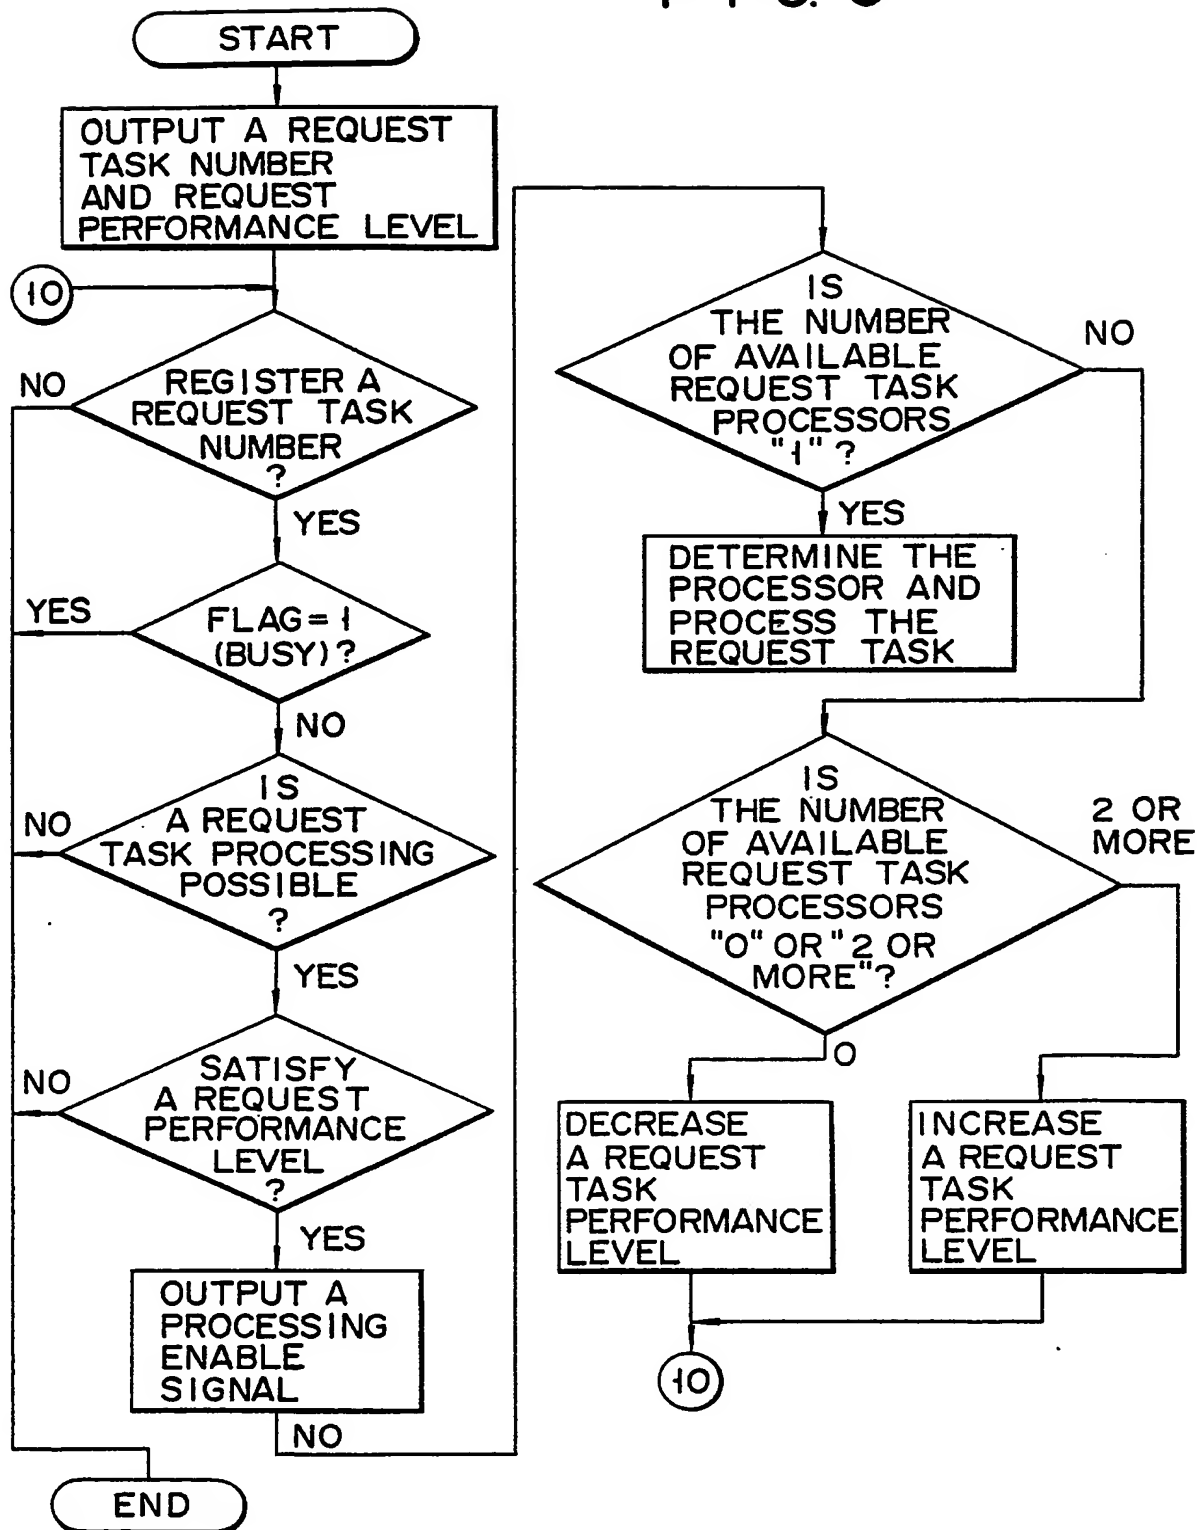 START
OUTPUT A REQUEST
TASK NUMBER
AND REQUEST
PERFORMANCE LEVEL
10
REGISTER A
REQUEST TASK
NUMBER
?
NO
YES
FLAG=1
(BUSY)?
YES
NO
IS
A REQUEST
TASK PROCESSING
POSSIBLE
?
NO
YES
SATISFY
A REQUEST
PERFORMANCE
LEVEL
?
NO
YES
OUTPUT A
PROCESSING
ENABLE
SIGNAL
NO
END
IS
THE NUMBER
OF AVAILABLE
REQUEST TASK
PROCESSORS
"1"?
NO
YES
DETERMINE THE
PROCESSOR AND
PROCESS THE
REQUEST TASK
IS
THE NUMBER
OF AVAILABLE
REQUEST TASK
PROCESSORS
"0" OR "2 OR
MORE"?
2 OR
MORE
0
DECREASE
A REQUEST
TASK
PERFORMANCE
LEVEL
INCREASE
A REQUEST
TASK
PERFORMANCE
LEVEL
10